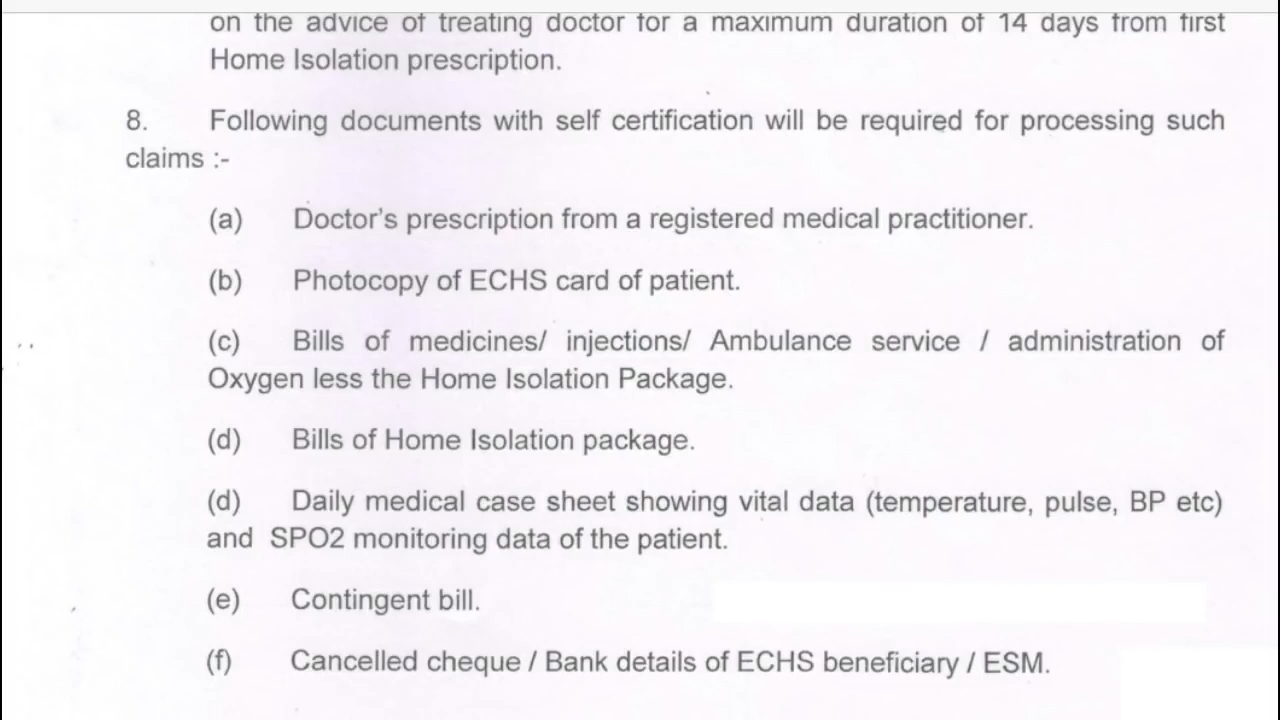 on the advice of treating doctor for a maximum duration of 14 days from first
Home Isolation prescription.
8. Following documents with self certification will be required for processing such
claims :-
(a) Doctor's prescription from a registered medical practitioner.
(b) Photocopy of ECHS card of patient.
(c) Bills of medicines/ injections/ Ambulance service / administration of
Oxygen less the Home Isolation Package.
(d) Bills of Home Isolation package.
(d) Daily medical case sheet showing vital data (temperature, pulse, BP etc)
and SPO2 monitoring data of the patient.
(e) Contingent bill.
(f) Cancelled cheque / Bank details of ECHS beneficiary / ESM.